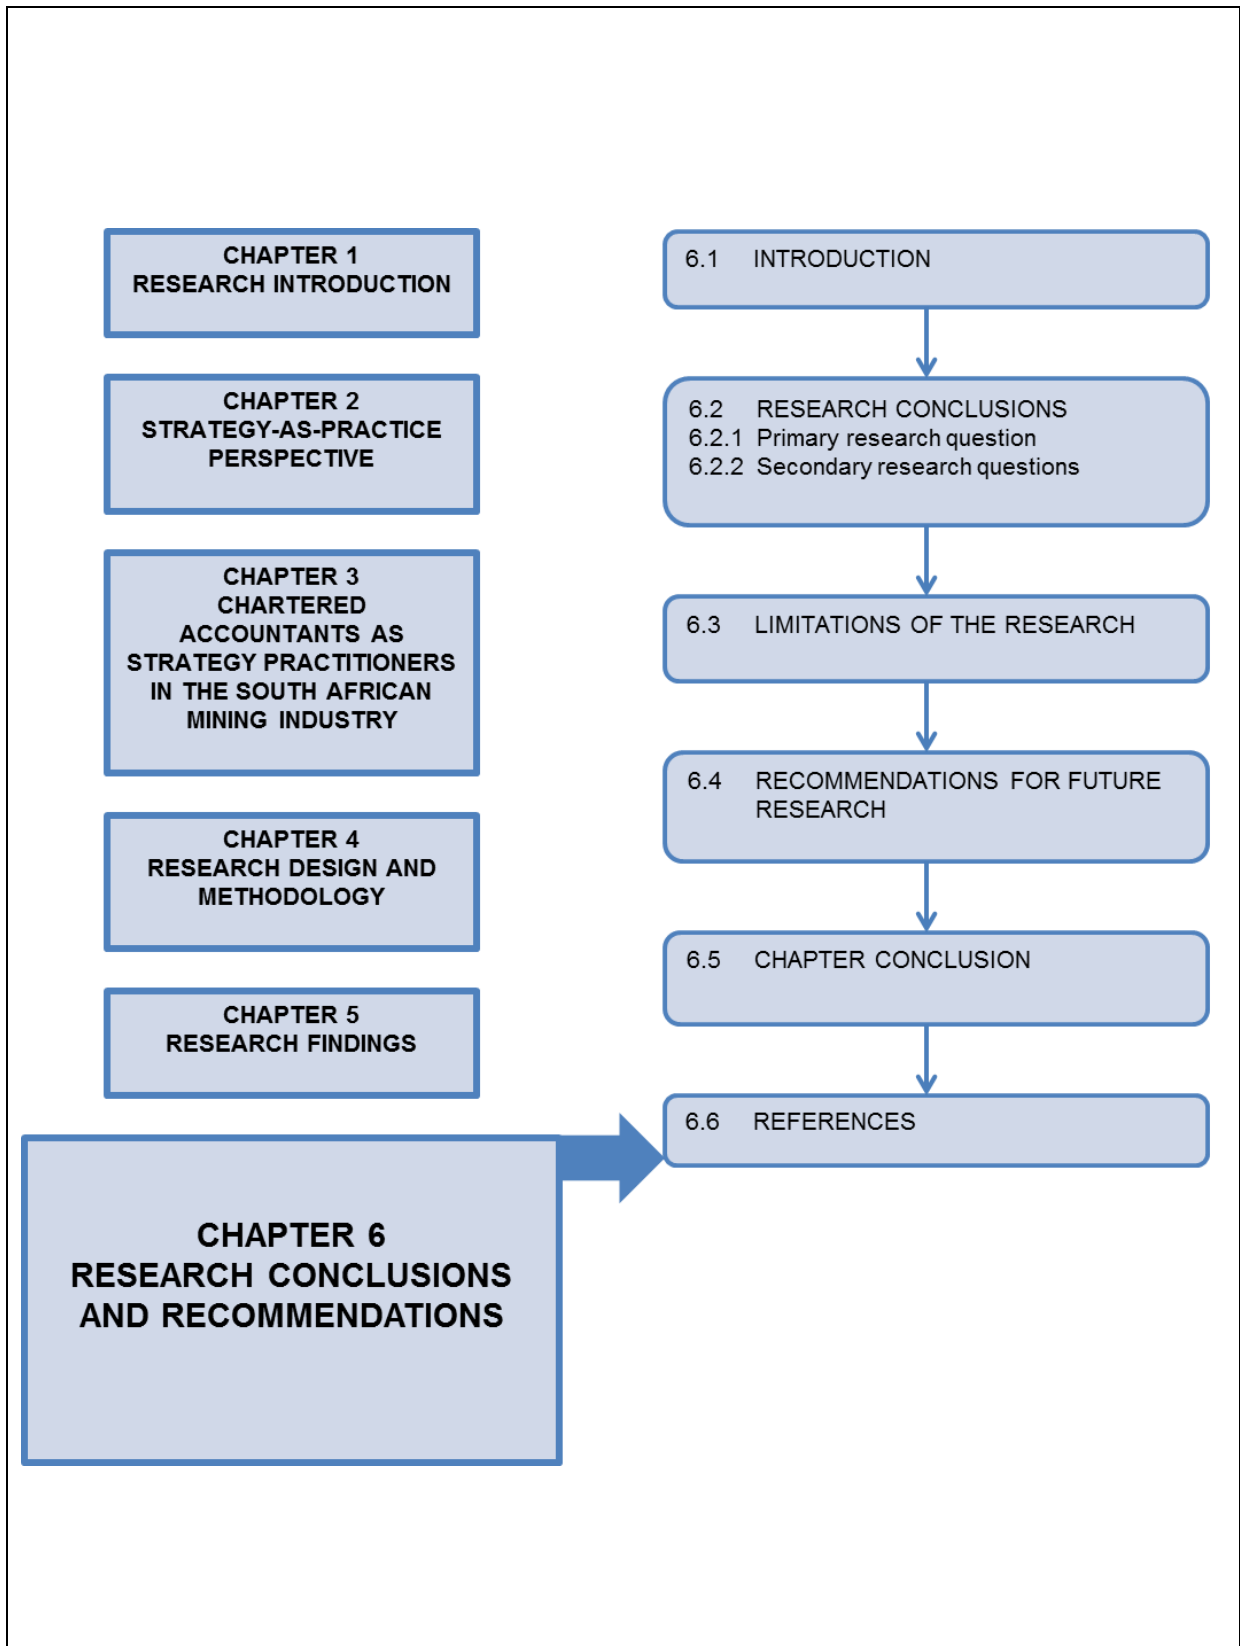 CHAPTER 1
RESEARCH INTRODUCTION
CHAPTER 2
STRATEGY-AS-PRACTICE
PERSPECTIVE
CHAPTER 3
CHARTERED
ACCOUNTANTS AS
STRATEGY PRACTITIONERS
IN THE SOUTH AFRICAN
MINING INDUSTRY
CHAPTER 4
RESEARCH DESIGN AND
METHODOLOGY
CHAPTER 5
RESEARCH FINDINGS
CHAPTER 6
RESEARCH CONCLUSIONS
AND RECOMMENDATIONS
6.1 INTRODUCTION
6.2 RESEARCH CONCLUSIONS
6.2.1 Primary research question
6.2.2 Secondary research questions
6.3 LIMITATIONS OF THE RESEARCH
6.4 RECOMMENDATIONS FOR FUTURE
RESEARCH
6.5 CHAPTER CONCLUSION
6.6 REFERENCES